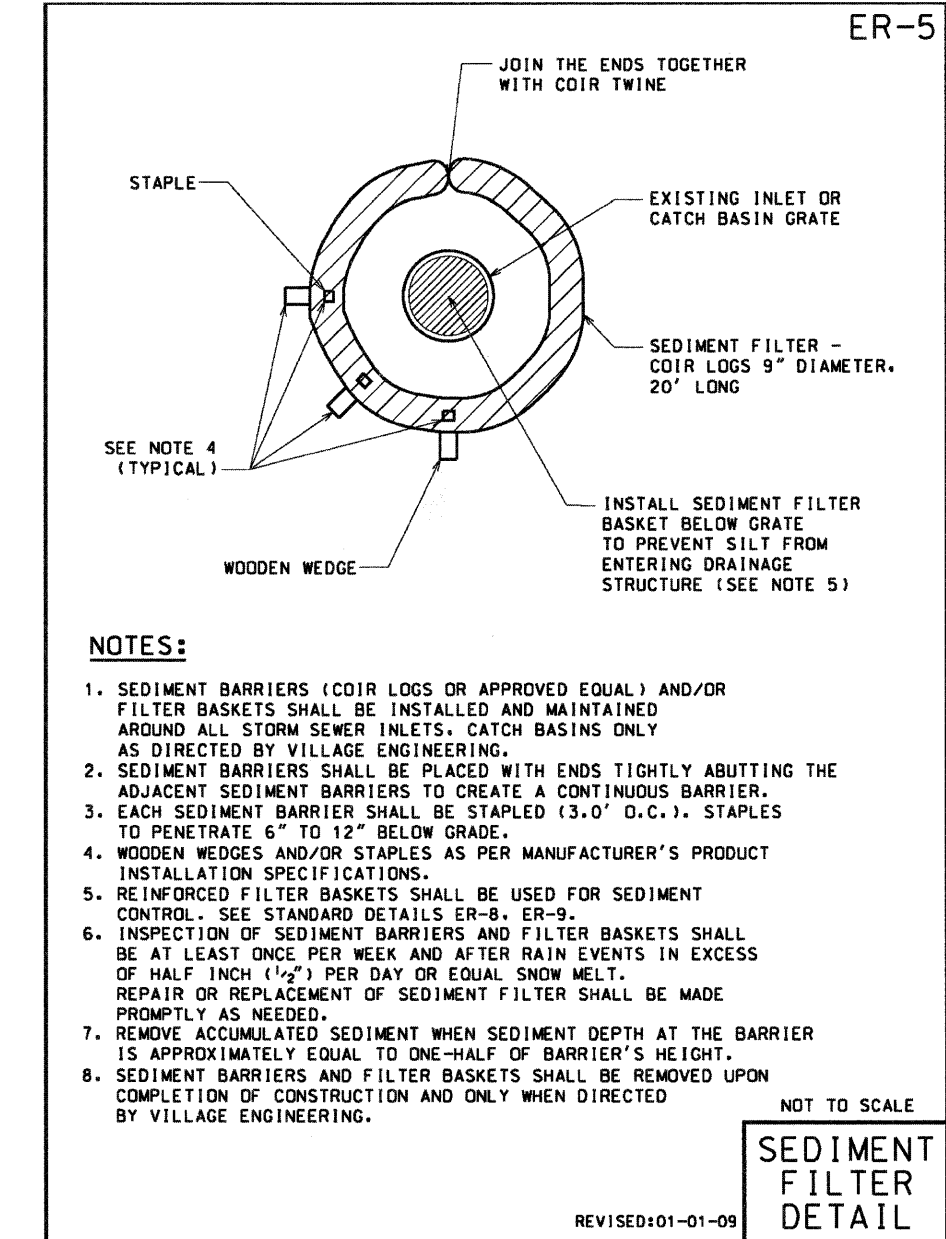 ER-5
JOIN THE ENDS TOGETHER
WITH COIR TWINE
STAPLE
EXISTING INLET OR
CATCH BASIN GRATE
SEDIMENT FILTER -
COIR LOGS 9" DIAMETER,
20' LONG
SEE NOTE 4
(TYPICAL)
INSTALL SEDIMENT FILTER
BASKET BELOW GRATE
TO PREVENT SILT FROM
ENTERING DRAINAGE
STRUCTURE (SEE NOTE 5)
WOODEN WEDGE
NOTES:
1. SEDIMENT BARRIERS (COIR LOGS OR APPROVED EQUAL) AND/OR
FILTER BASKETS SHALL BE INSTALLED AND MAINTAINED
AROUND ALL STORM SEWER INLETS, CATCH BASINS ONLY
AS DIRECTED BY VILLAGE ENGINEERING.
2. SEDIMENT BARRIERS SHALL BE PLACED WITH ENDS TIGHTLY ABUTTING THE
ADJACENT SEDIMENT BARRIERS TO CREATE A CONTINUOUS BARRIER.
3. EACH SEDIMENT BARRIER SHALL BE STAPLED (3.0' O.C.). STAPLES
TO PENETRATE 6" TO 12" BELOW GRADE.
4. WOODEN WEDGES AND/OR STAPLES AS PER MANUFACTURER'S PRODUCT
INSTALLATION SPECIFICATIONS.
5. REINFORCED FILTER BASKETS SHALL BE USED FOR SEDIMENT
CONTROL. SEE STANDARD DETAILS ER-8, ER-9.
6. INSPECTION OF SEDIMENT BARRIERS AND FILTER BASKETS SHALL
BE AT LEAST ONCE PER WEEK AND AFTER RAIN EVENTS IN EXCESS
OF HALF INCH (1/2") PER DAY OR EQUAL SNOW MELT.
REPAIR OR REPLACEMENT OF SEDIMENT FILTER SHALL BE MADE
PROMPTLY AS NEEDED.
7. REMOVE ACCUMULATED SEDIMENT WHEN SEDIMENT DEPTH AT THE BARRIER
IS APPROXIMATELY EQUAL TO ONE-HALF OF BARRIER'S HEIGHT.
8. SEDIMENT BARRIERS AND FILTER BASKETS SHALL BE REMOVED UPON
COMPLETION OF CONSTRUCTION AND ONLY WHEN DIRECTED
BY VILLAGE ENGINEERING.
NOT TO SCALE
SEDIMENT
FILTER
DETAIL
REVISED:01-01-09